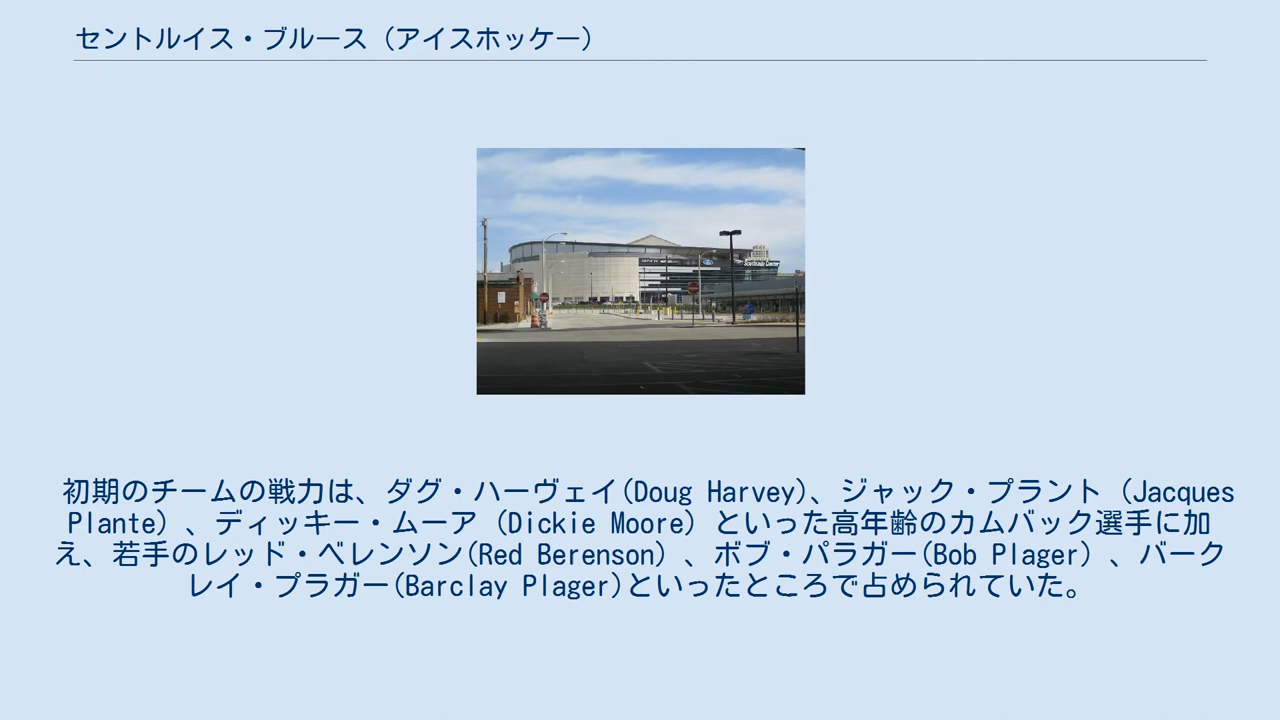 セントルイス・ブルース（アイスホッケー）
Scottrade Center
初期のチームの戦力は、ダグ・ハーヴェイ(Doug Harvey)、ジャック・プラント（Jacques
Plante）、ディッキー・ムーア（Dickie Moore）といった高年齢のカムバック選手に加
え、若手のレッド・ベレンソン(Red Berenson）、ボブ・パラガー(Bob Plager）、バーク
レイ・プラガー(Barclay Plager)といったところで占められていた。